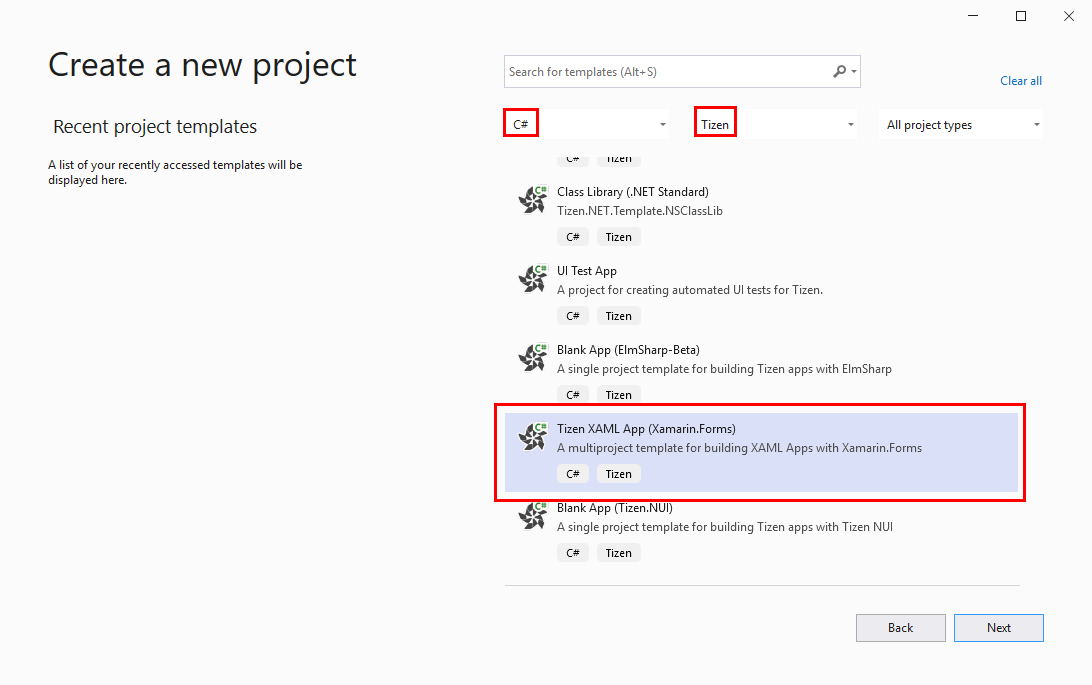 Create a new project
Search for templates (Alt+S)
Clear all
Recent project templates
C#
Tizen
All project types
A list of your recently accessed templates will be
displayed here.
C# Tizen
Class Library (.NET Standard)
Tizen.NET.Template.NSClassLib
C# Tizen
UI Test App
A project for creating automated UI tests for Tizen.
C# Tizen
Blank App (ElmSharp-Beta)
A single project template for building Tizen apps with ElmSharp
C# Tizen
Tizen XAML App (Xamarin.Forms)
A multiproject template for building XAML Apps with Xamarin.Forms
C# Tizen
Blank App (Tizen.NUI)
A single project template for building Tizen apps with Tizen NUI
C# Tizen
Back
Next